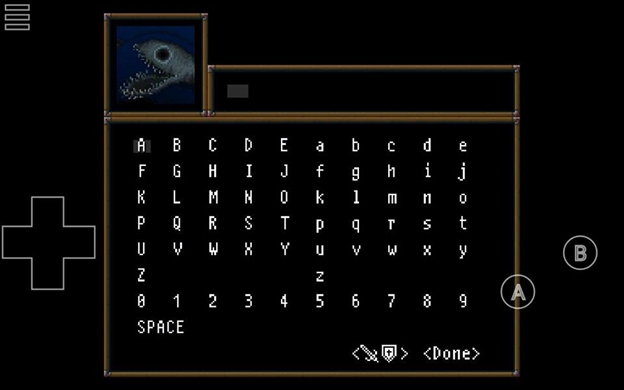 A B C D E a b c d e
F G H I J f g h i j
K L M N O k l m n o
P Q R S T p q r s t
U V W X Y u v w x y
Z z
0 1 2 3 4 5 6 7 8 9
SPACE
< > <Done>
B
A